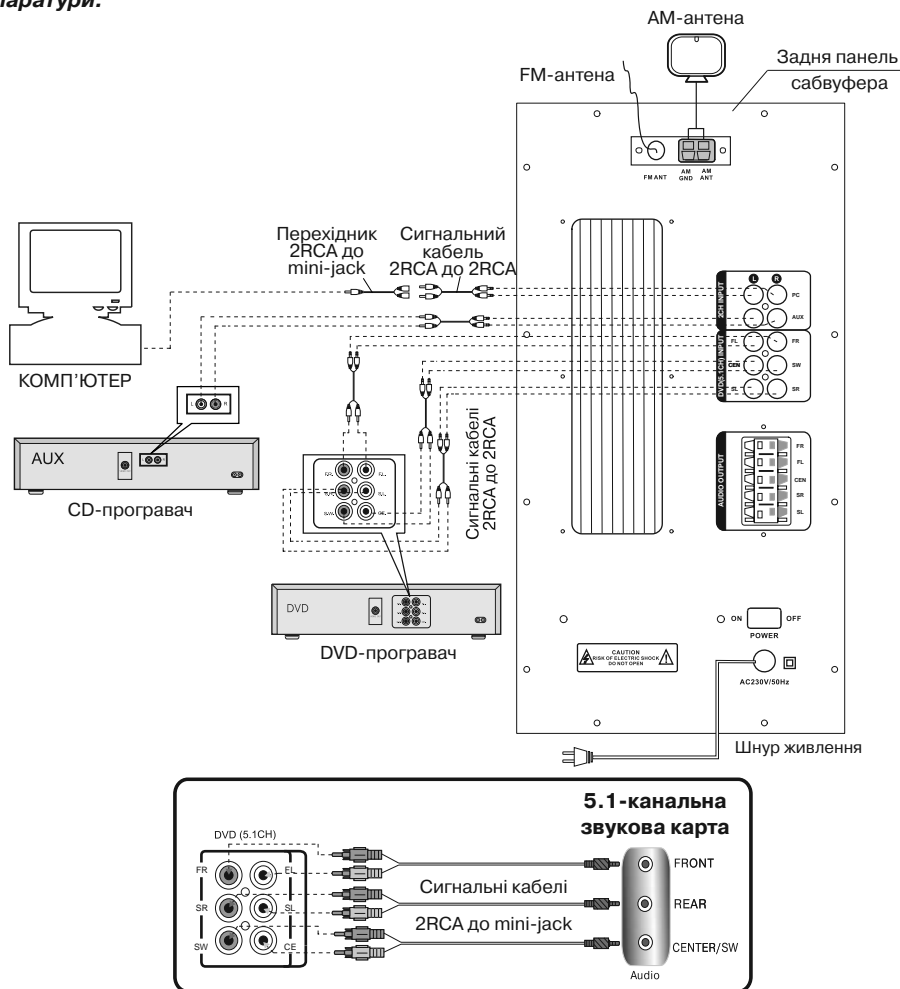 паратури.
AM-антена
FM-антена
Задня панель
сабвуфера
FM ANT
AM
GND
AM
ANT
Перехідник
2RCA до
mini-jack
Сигнальний
кабель
2RCA до 2RCA
L
R
2CH INPUT
PC
AUX
DVD(5.1CH) INPUT
FL
FR
CEN
SW
SL
SR
КОМП’ЮТЕР
L
R
AUX
CD-програвач
Сигнальні кабелі
2RCA до 2RCA
F.R.
F.L.
S.R.
S.L.
S.W.
CE.
AUDIO OUTPUT
FR
FL
CEN
SR
SL
DVD
DVD-програвач
ON
OFF
POWER
CAUTION
RISK OF ELECTRIC SHOCK
DO NOT OPEN
AC230V/50Hz
Шнур живлення
5.1-канальна
звукова карта
DVD (5.1CH)
FR
FL
SR
SL
SW
CE
Сигнальні кабелі
2RCA до mini-jack
FRONT
REAR
CENTER/SW
Audio